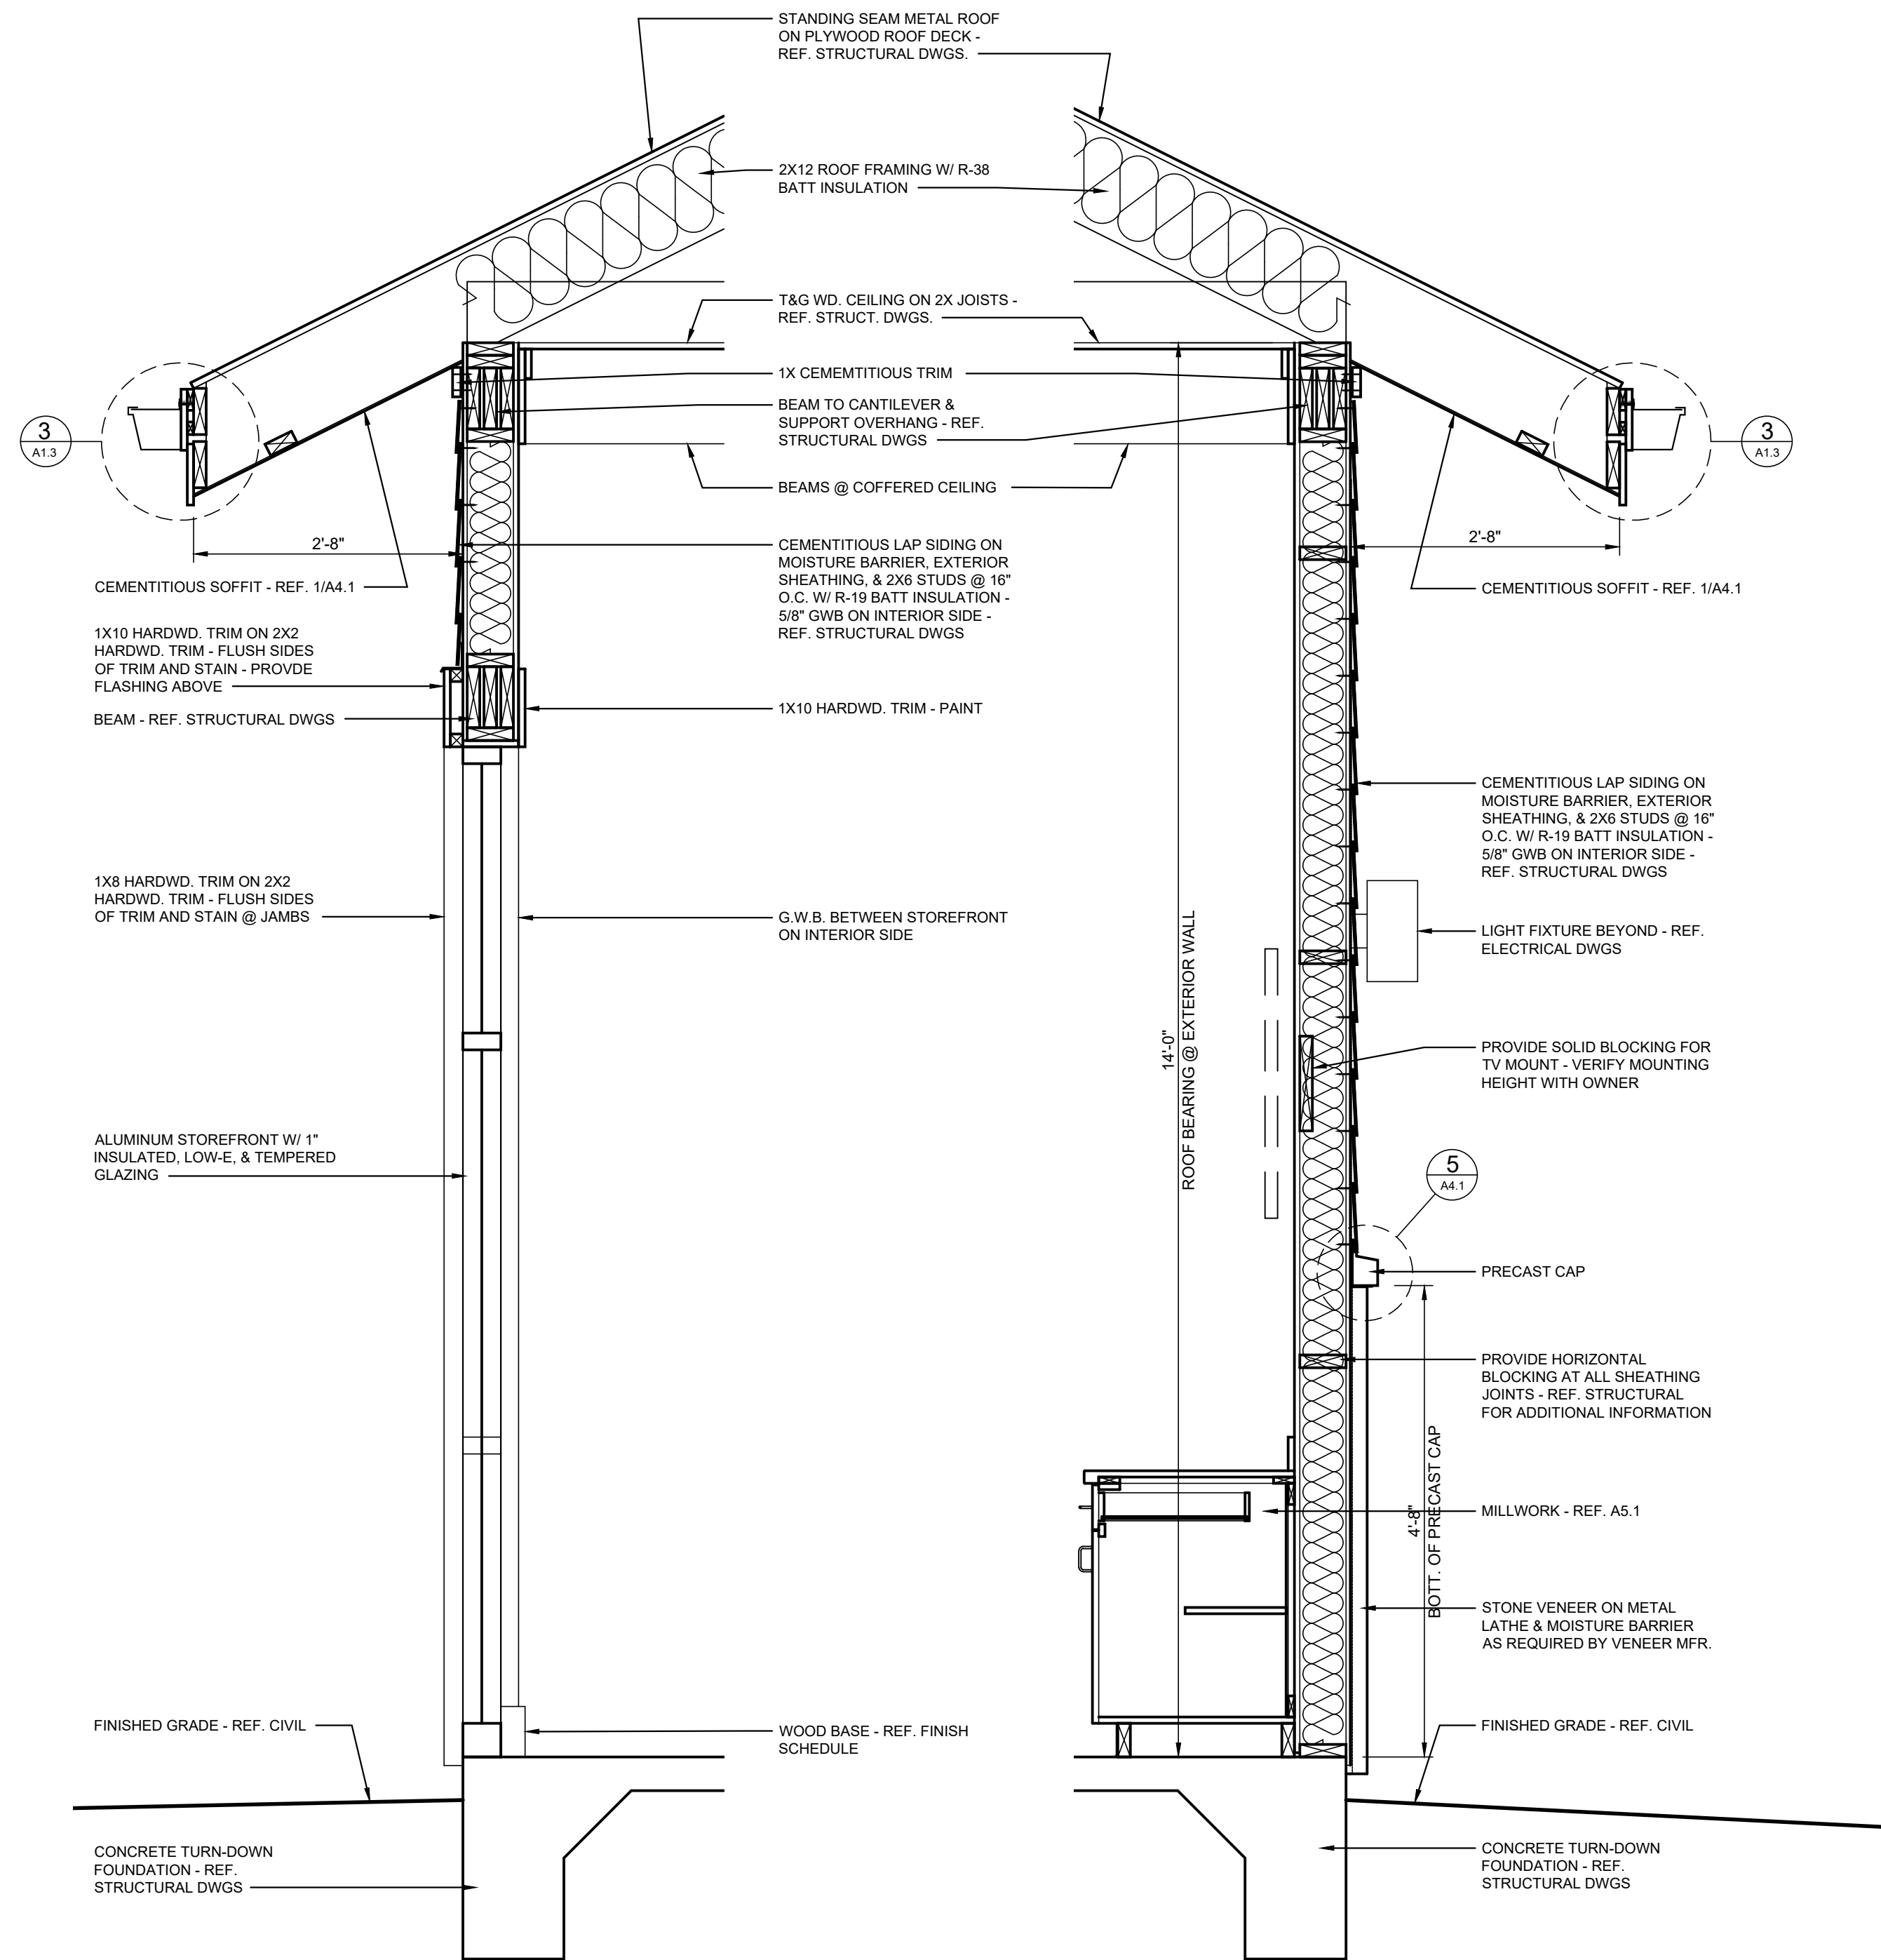 STANDING SEAM METAL ROOF
ON PLYWOOD ROOF DECK -
REF. STRUCTURAL DWGS.
2X12 ROOF FRAMING W/ R-38
BATT INSULATION
T&G WD. CEILING ON 2X JOISTS -
REF. STRUCT. DWGS.
1X CEMEMTITIOUS TRIM
BEAM TO CANTILEVER &
SUPPORT OVERHANG - REF.
STRUCTURAL DWGS
BEAMS @ COFFERED CEILING
CEMENTITIOUS LAP SIDING ON
MOISTURE BARRIER, EXTERIOR
SHEATHING, & 2X6 STUDS @ 16"
O.C. W/ R-19 BATT INSULATION -
5/8" GWB ON INTERIOR SIDE -
REF. STRUCTURAL DWGS
1X10 HARDWD. TRIM - PAINT
G.W.B. BETWEEN STOREFRONT
ON INTERIOR SIDE
WOOD BASE - REF. FINISH
SCHEDULE
3
A1.3
2'-8"
CEMENTITIOUS SOFFIT - REF. 1/A4.1
1X10 HARDWD. TRIM ON 2X2
HARDWD. TRIM - FLUSH SIDES
OF TRIM AND STAIN - PROVDE
FLASHING ABOVE
BEAM - REF. STRUCTURAL DWGS
1X8 HARDWD. TRIM ON 2X2
HARDWD. TRIM - FLUSH SIDES
OF TRIM AND STAIN @ JAMBS
ALUMINUM STOREFRONT W/ 1"
INSULATED, LOW-E, & TEMPERED
GLAZING
FINISHED GRADE - REF. CIVIL
CONCRETE TURN-DOWN
FOUNDATION - REF.
STRUCTURAL DWGS
14'-0"
ROOF BEARING @ EXTERIOR WALL
3
A1.3
2'-8"
CEMENTITIOUS SOFFIT - REF. 1/A4.1
CEMENTITIOUS LAP SIDING ON
MOISTURE BARRIER, EXTERIOR
SHEATHING, & 2X6 STUDS @ 16"
O.C. W/ R-19 BATT INSULATION -
5/8" GWB ON INTERIOR SIDE -
REF. STRUCTURAL DWGS
LIGHT FIXTURE BEYOND - REF.
ELECTRICAL DWGS
PROVIDE SOLID BLOCKING FOR
TV MOUNT - VERIFY MOUNTING
HEIGHT WITH OWNER
5
A4.1
PRECAST CAP
PROVIDE HORIZONTAL
BLOCKING AT ALL SHEATHING
JOINTS - REF. STRUCTURAL
FOR ADDITIONAL INFORMATION
4'-8"
BOTT. OF PRECAST CAP
MILLWORK - REF. A5.1
STONE VENEER ON METAL
LATHE & MOISTURE BARRIER
AS REQUIRED BY VENEER MFR.
FINISHED GRADE - REF. CIVIL
CONCRETE TURN-DOWN
FOUNDATION - REF.
STRUCTURAL DWGS